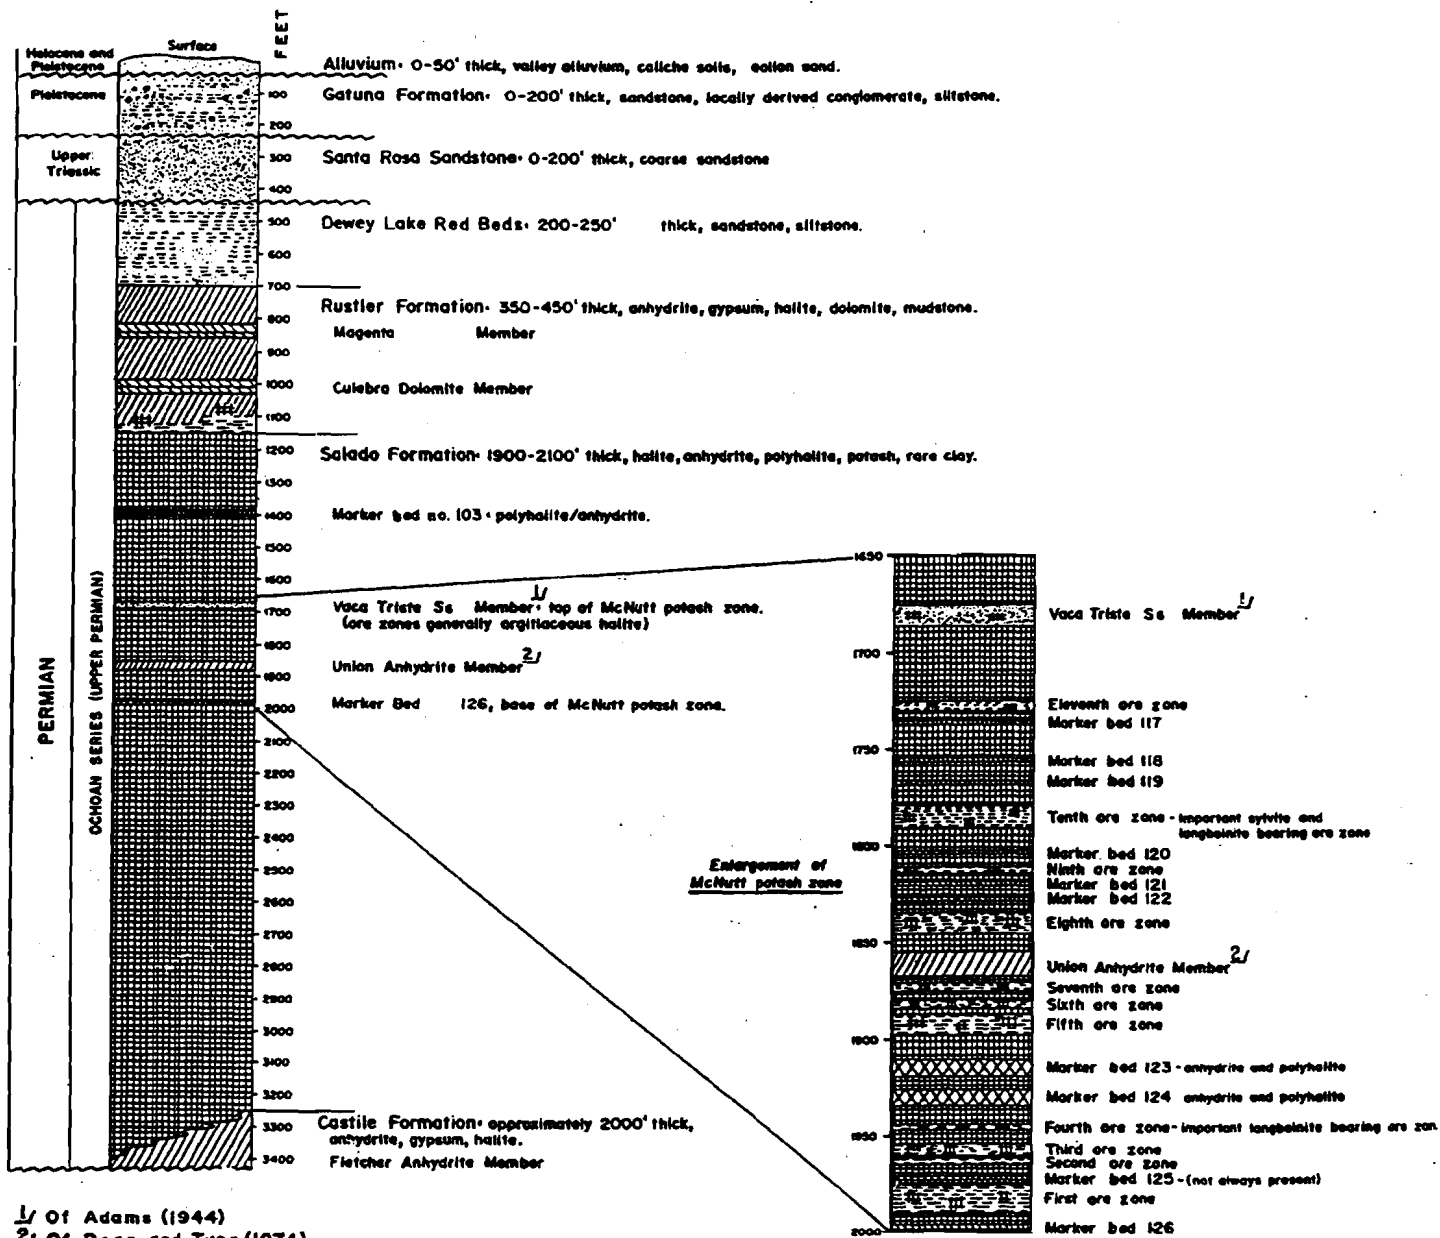 Holocene and
Pleistocene
Surface
FEET
Alluvium· 0-50' thick, valley alluvium, caliche soils, eolian sand.
Pleistocene
100
Gatuna Formation· 0-200' thick, sandstone, locally derived conglomerate, siltstone.
200
Upper
Triassic
300
Santa Rosa Sandstone· 0-200' thick, coarse sandstone
400
500
Dewey Lake Red Beds· 200-250' thick, sandstone, siltstone.
600
700
Rustler Formation· 350-450' thick, anhydrite, gypsum, halite, dolomite, mudstone.
800
Magenta Member
900
1000
Culebra Dolomite Member
1100
1200
Salado Formation· 1900-2100' thick, halite, anhydrite, polyhalite, potash, rare clay.
1300
1400
Marker bed no. 103· polyhalite/anhydrite.
1500
1600
1700
Vaca Triste Ss Member 1/· top of McNutt potash zone.
(ore zones generally argillaceous halite)
1800
Union Anhydrite Member 2/
1900
Marker Bed 126, base of McNutt potash zone.
2000
2100
2200
2300
2400
2500
2600
2700
2800
2900
3000
3100
3200
3300
3400
Castile Formation· approximately 2000' thick,
anhydrite, gypsum, halite.
Fletcher Anhydrite Member
PERMIAN
OCHOAN SERIES (UPPER PERMIAN)
Enlargement of
McNutt potash zone
1650
Vaca Triste Ss Member 1/
1700
Eleventh ore zone
Marker bed 117
1750
Marker bed 118
Marker bed 119
Tenth ore zone - important sylvite and
langbeinite bearing ore zone
1800
Marker bed 120
Ninth ore zone
Marker bed 121
Marker bed 122
Eighth ore zone
1850
Union Anhydrite Member 2/
Seventh ore zone
Sixth ore zone
Fifth ore zone
1900
Marker bed 123 - anhydrite and polyhalite
Marker bed 124 anhydrite and polyhalite
Fourth ore zone - important langbeinite bearing ore zon
1950
Third ore zone
Second ore zone
Marker bed 125 - (not always present)
First ore zone
2000
Marker bed 126
1/ Of Adams (1944)
2/ Of
(1974)